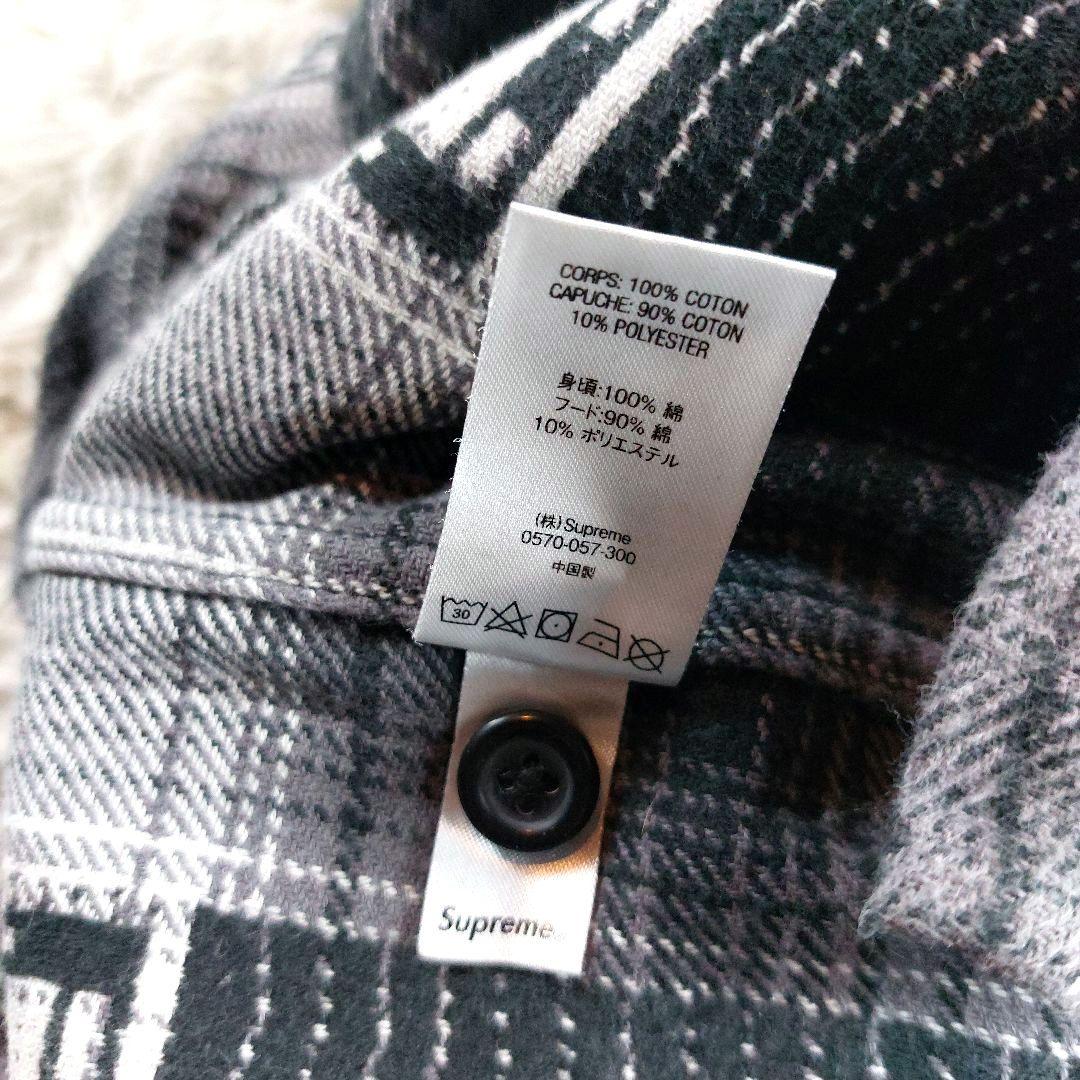 CORPS: 100% COTON
CAPUCHE: 90% COTON
10% POLYESTER
身頃:100% 綿
フード:90% 綿
10% ポリエステル
(株)Supreme
0570-057-300
中国製
30
Supreme